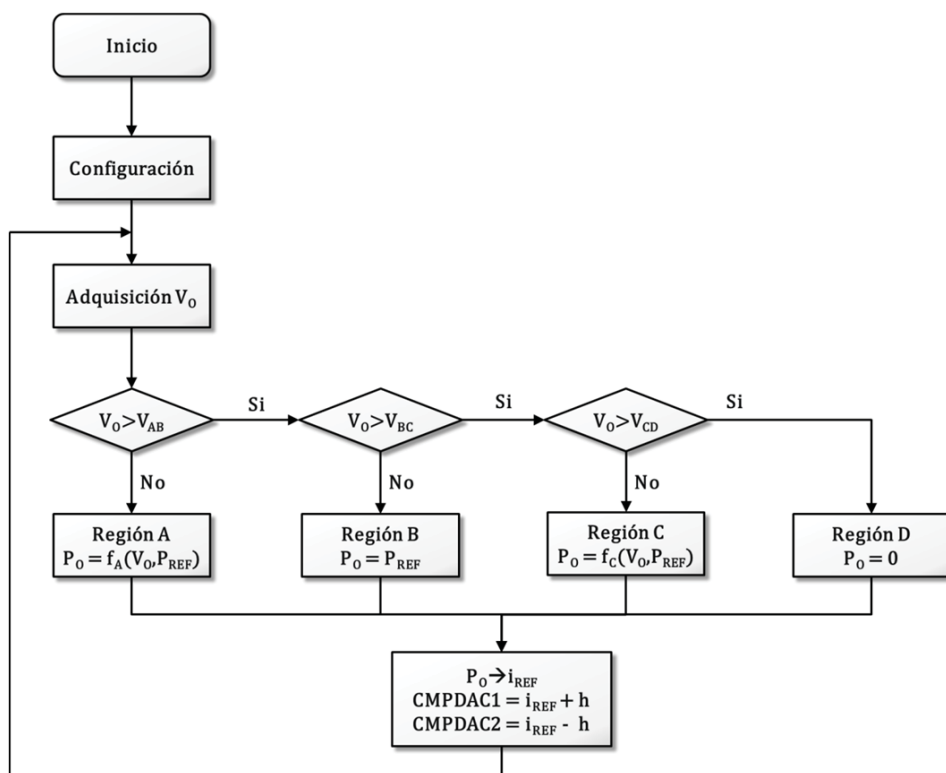 Inicio
Configuración
Adquisición V_O
V_O>V_AB
Si
V_O>V_BC
Si
V_O>V_CD
Si
No
No
No
Región A
P_O = f_A(V_O,P_REF)
Región B
P_O = P_REF
Región C
P_O = f_C(V_O,P_REF)
Región D
P_O = 0
P_O→i_REF
CMPDAC1 = i_REF + h
CMPDAC2 = i_REF - h